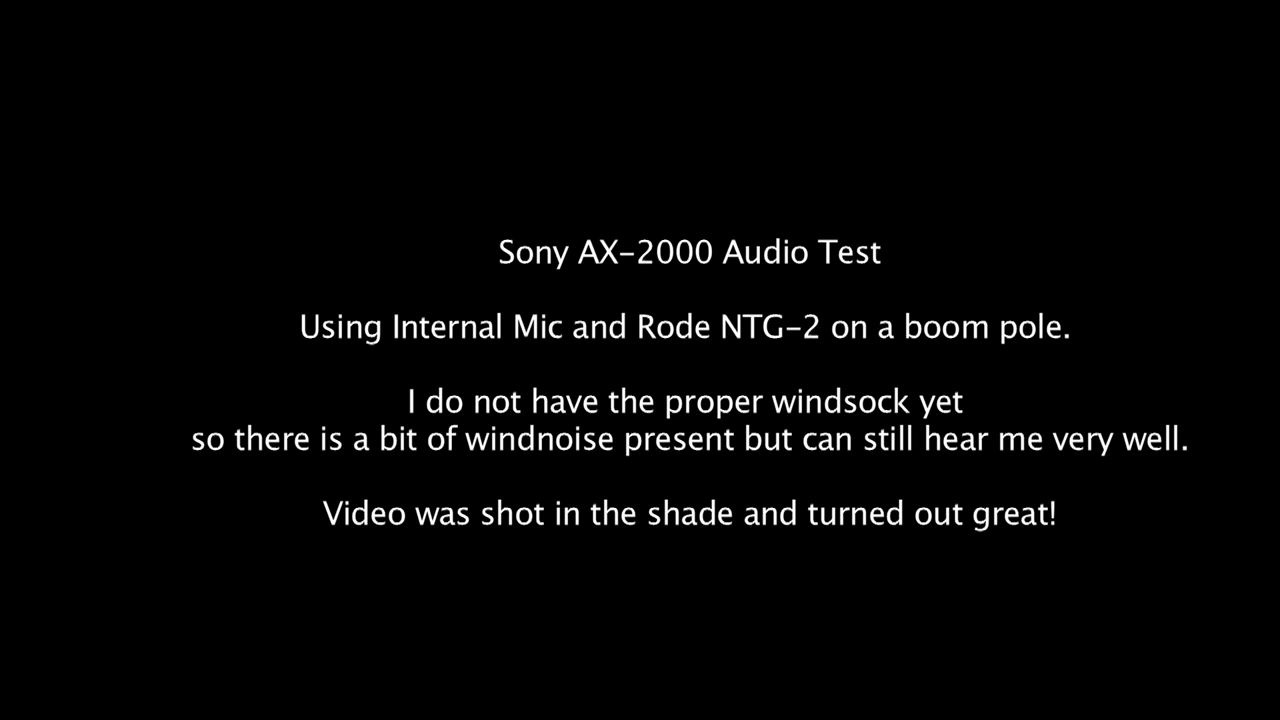 Sony AX-2000 Audio Test
Using Internal Mic and Rode NTG-2 on a boom pole.
I do not have the proper windsock yet
so there is a bit of windnoise present but can still hear me very well.
Video was shot in the shade and turned out great!